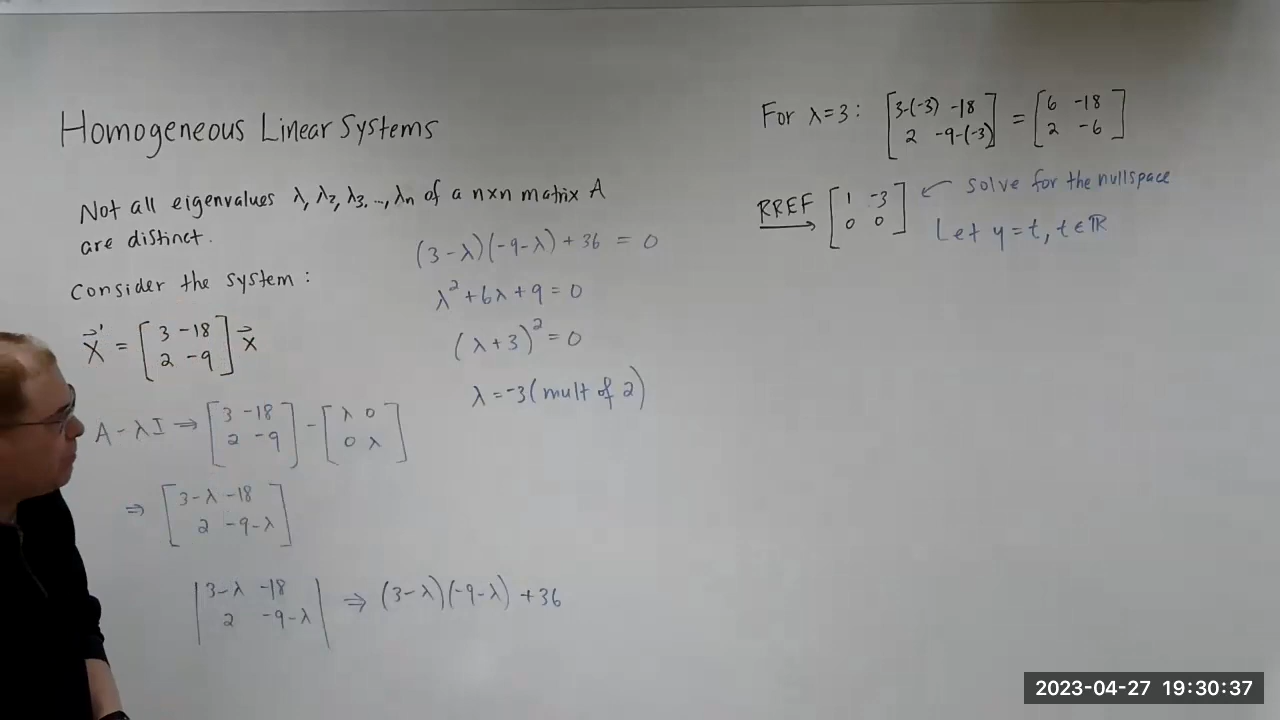 Homogeneous Linear Systems
Not all eigenvalues λ₁, λ₂, λ₃, ..., λₙ of a n×n matrix A
are distinct.
Consider the system:
x⃗' = [3 -18; 2 -9] x⃗
A - λI ⇒ [3 -18; 2 -9] - [λ 0; 0 λ]
⇒ [3-λ -18; 2 -9-λ]
|3-λ -18; 2 -9-λ| ⇒ (3-λ)(-9-λ) + 36
(3-λ)(-9-λ) + 36 = 0
λ² + 6λ + 9 = 0
(λ+3)² = 0
λ = -3 (mult of 2)
For λ=3: [3-(-3) -18; 2 -9-(-3)] = [6 -18; 2 -6]
RREF → [1 -3; 0 0] ← solve for the nullspace
Let y = t, t ∈ ℝ
2023-04-27 19:30:37